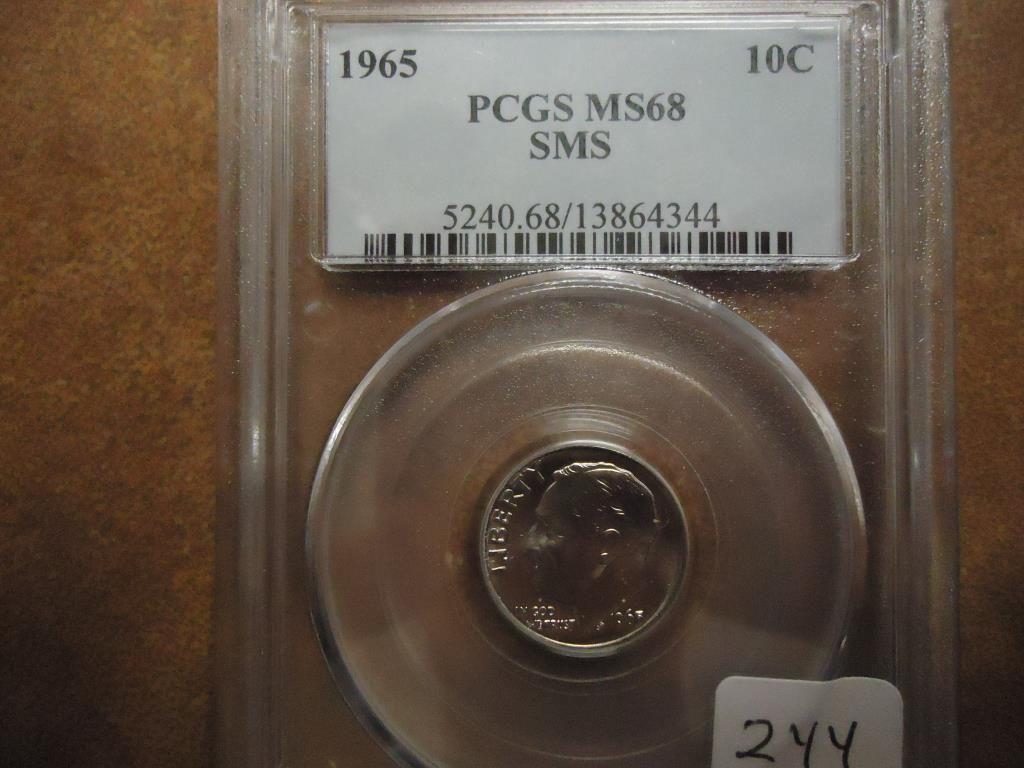 1965 10C
PCGS MS68
SMS
5240.68/13864344
LIBERTY
IN GOD
WE TRUST
1965
244